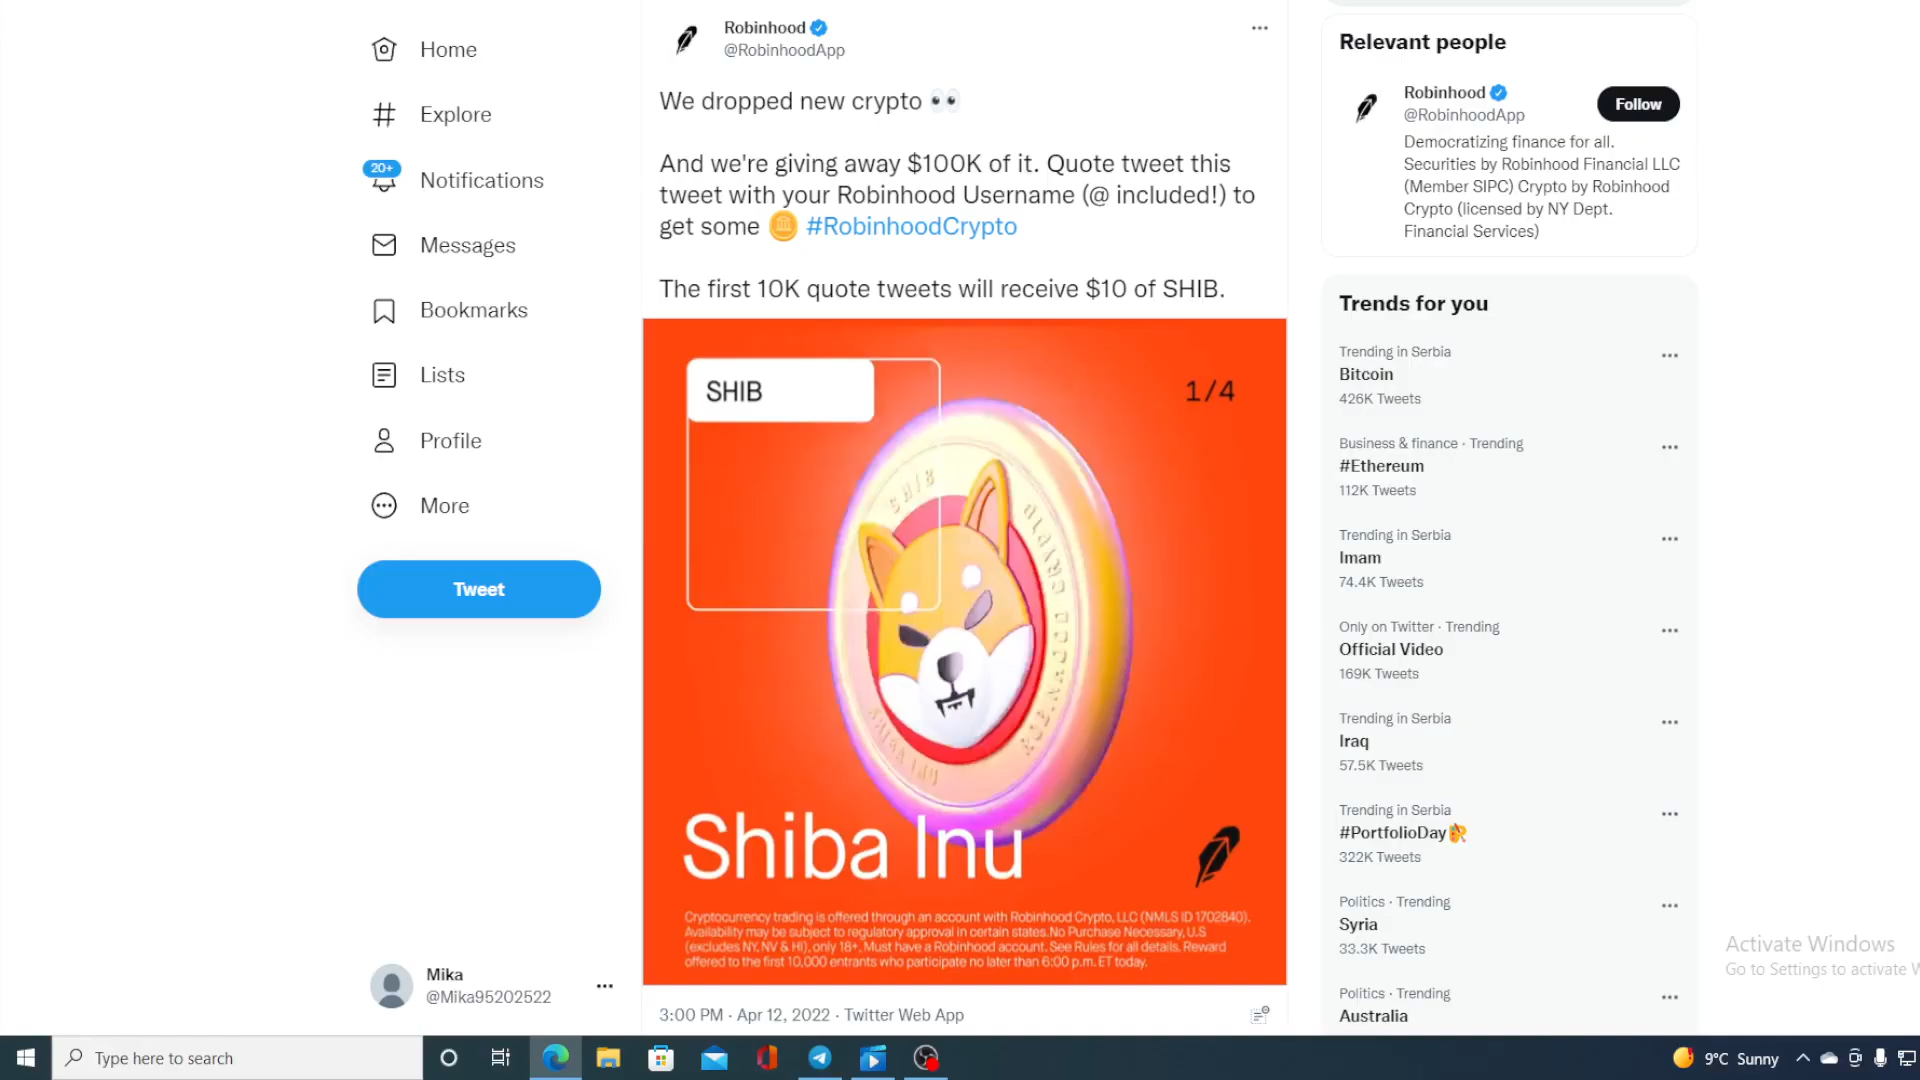 Home
Explore
20+
Notifications
Messages
Bookmarks
Lists
Profile
More
Tweet
Mika
@Mika95202522
Robinhood
@RobinhoodApp
We dropped new crypto 👀
And we're giving away $100K of it. Quote tweet this
tweet with your Robinhood Username (@ included!) to
get some 🪙 #RobinhoodCrypto
The first 10K quote tweets will receive $10 of SHIB.
SHIB
1/4
SHIB
SHIBA INU
Shiba Inu
Cryptocurrency trading is offered through an account with Robinhood Crypto, LLC (NMLS ID 1702840).
Availability may be subject to regulatory approval in certain states. No Purchase Necessary, U.S
(excludes NY, NV & HI), only 18+. Must have a Robinhood account. See Rules for all details. Reward
offered to the first 10,000 entrants who participate no later than 6:00 p.m. ET today.
3:00 PM · Apr 12, 2022 · Twitter Web App
Relevant people
Robinhood
@RobinhoodApp
Follow
Democratizing finance for all.
Securities by Robinhood Financial LLC
(Member SIPC) Crypto by Robinhood
Crypto (licensed by NY Dept.
Financial Services)
Trends for you
Trending in Serbia
Bitcoin
426K Tweets
Business & finance · Trending
#Ethereum
112K Tweets
Trending in Serbia
Imam
74.4K Tweets
Only on Twitter · Trending
Official Video
169K Tweets
Trending in Serbia
Iraq
57.5K Tweets
Trending in Serbia
#PortfolioDay
322K Tweets
Politics · Trending
Syria
33.3K Tweets
Politics · Trending
Australia
Activate Windows
Go to Settings to activate W
Type here to search
9°C Sunny